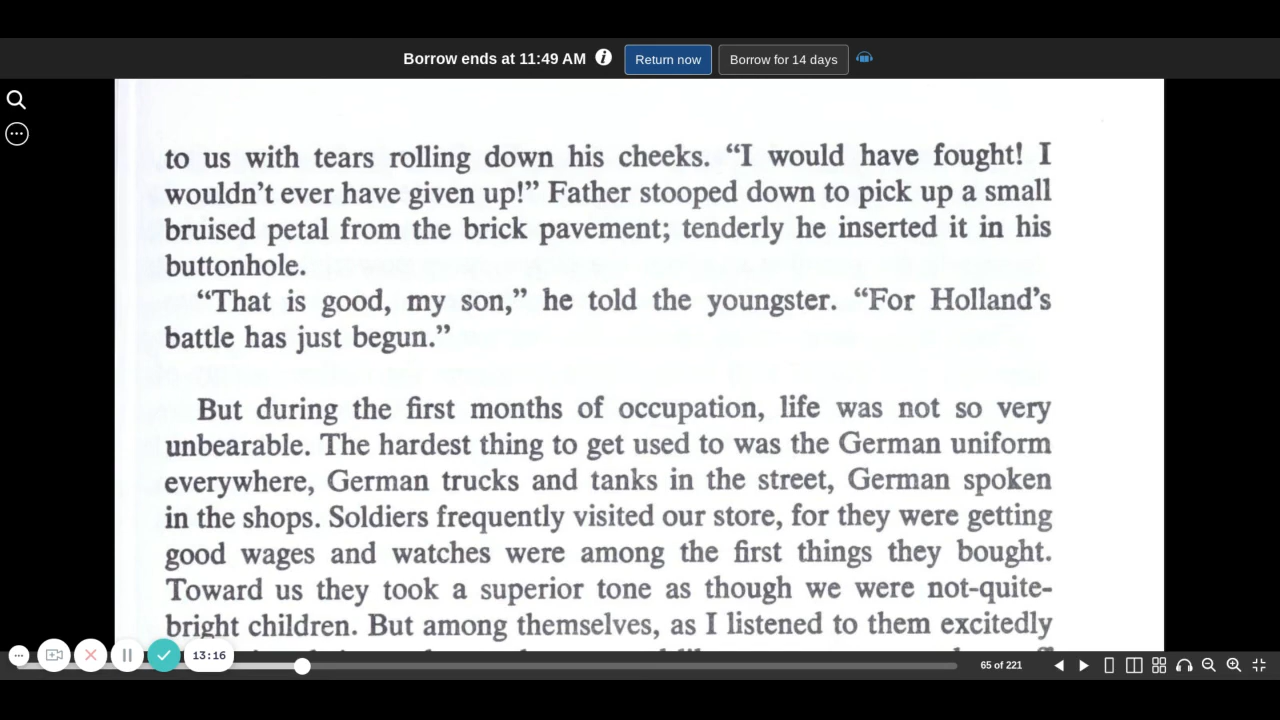 Borrow ends at 11:49 AM Return now Borrow for 14 days
to us with tears rolling down his cheeks. “I would have fought! I
wouldn’t ever have given up!” Father stooped down to pick up a small
bruised petal from the brick pavement; tenderly he inserted it in his
buttonhole.
“That is good, my son,” he told the youngster. “For Holland’s
battle has just begun.”
But during the first months of occupation, life was not so very
unbearable. The hardest thing to get used to was the German uniform
everywhere, German trucks and tanks in the street, German spoken
in the shops. Soldiers frequently visited our store, for they were getting
good wages and watches were among the first things they bought.
Toward us they took a superior tone as though we were not-quite-
bright children. But among themselves, as I listened to them excitedly
13:16
65 of 221